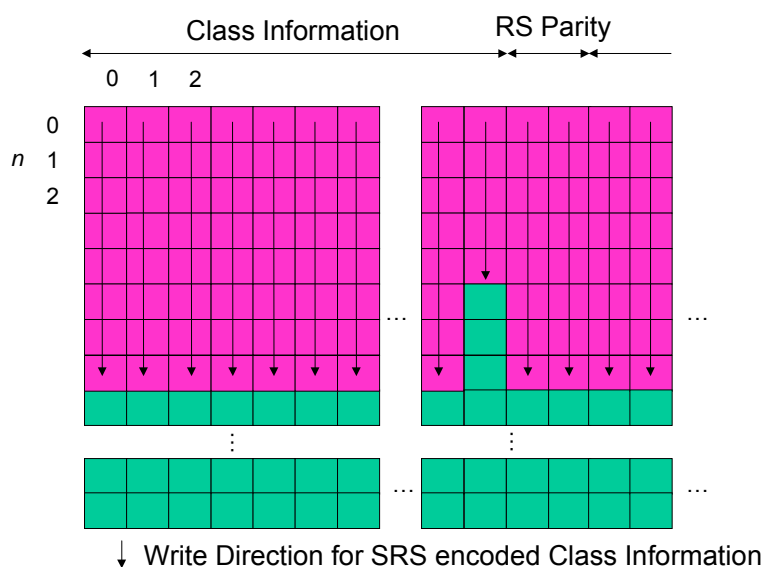 Class Information RS Parity
0 1 2
0
n 1
2
... ...
⋮ ⋮
... ...
Write Direction for SRS encoded Class Information